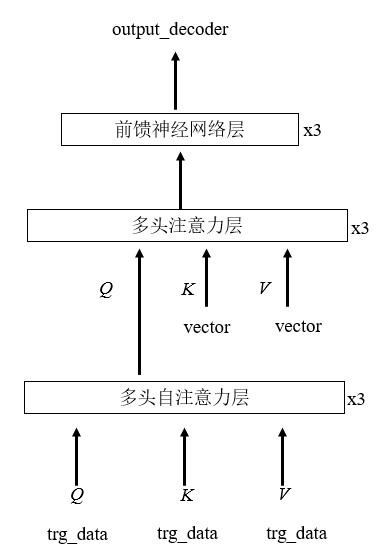 output_decoder
前馈神经网络层 x3
多头注意力层 x3
Q K V
vector vector
多头自注意力层 x3
Q K V
trg_data trg_data trg_data